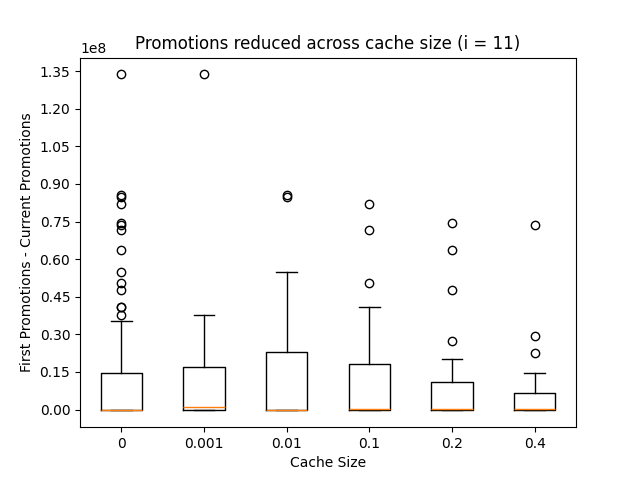 Promotions reduced across cache size (i = 11)
1e8
First Promotions - Current Promotions
1.35
1.20
1.05
0.90
0.75
0.60
0.45
0.30
0.15
0.00
0 0.001 0.01 0.1 0.2 0.4
Cache Size